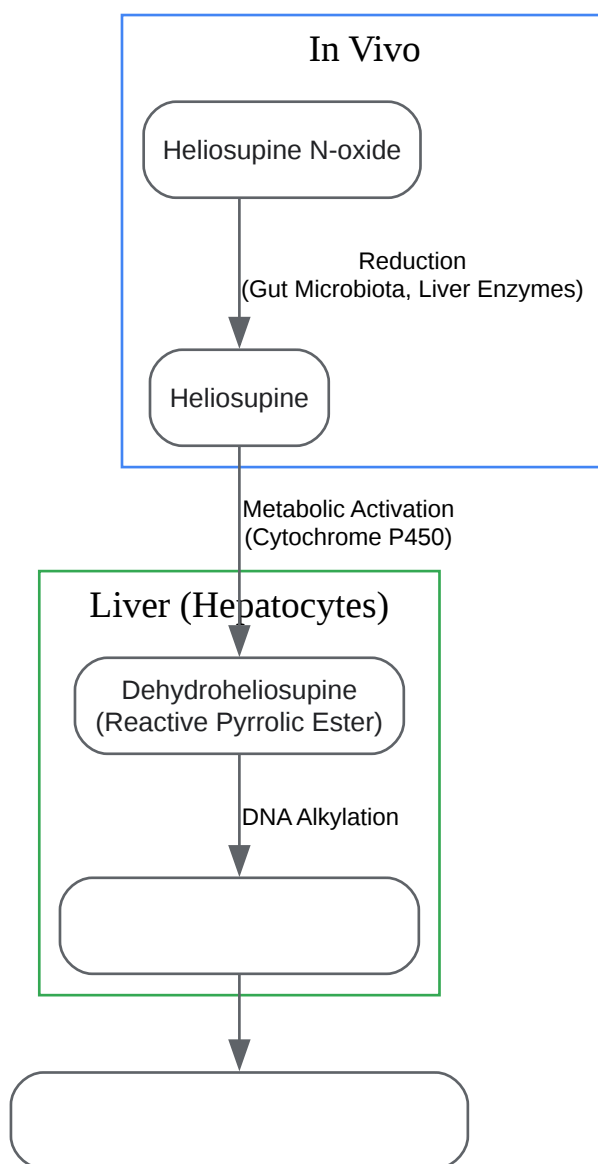 In Vivo
Heliosupine N-oxide
Reduction
(Gut Microbiota, Liver Enzymes)
Heliosupine
Metabolic Activation
(Cytochrome P450)
Liver (Hepatocytes)
Dehydroheliosupine
(Reactive Pyrrolic Ester)
DNA Alkylation